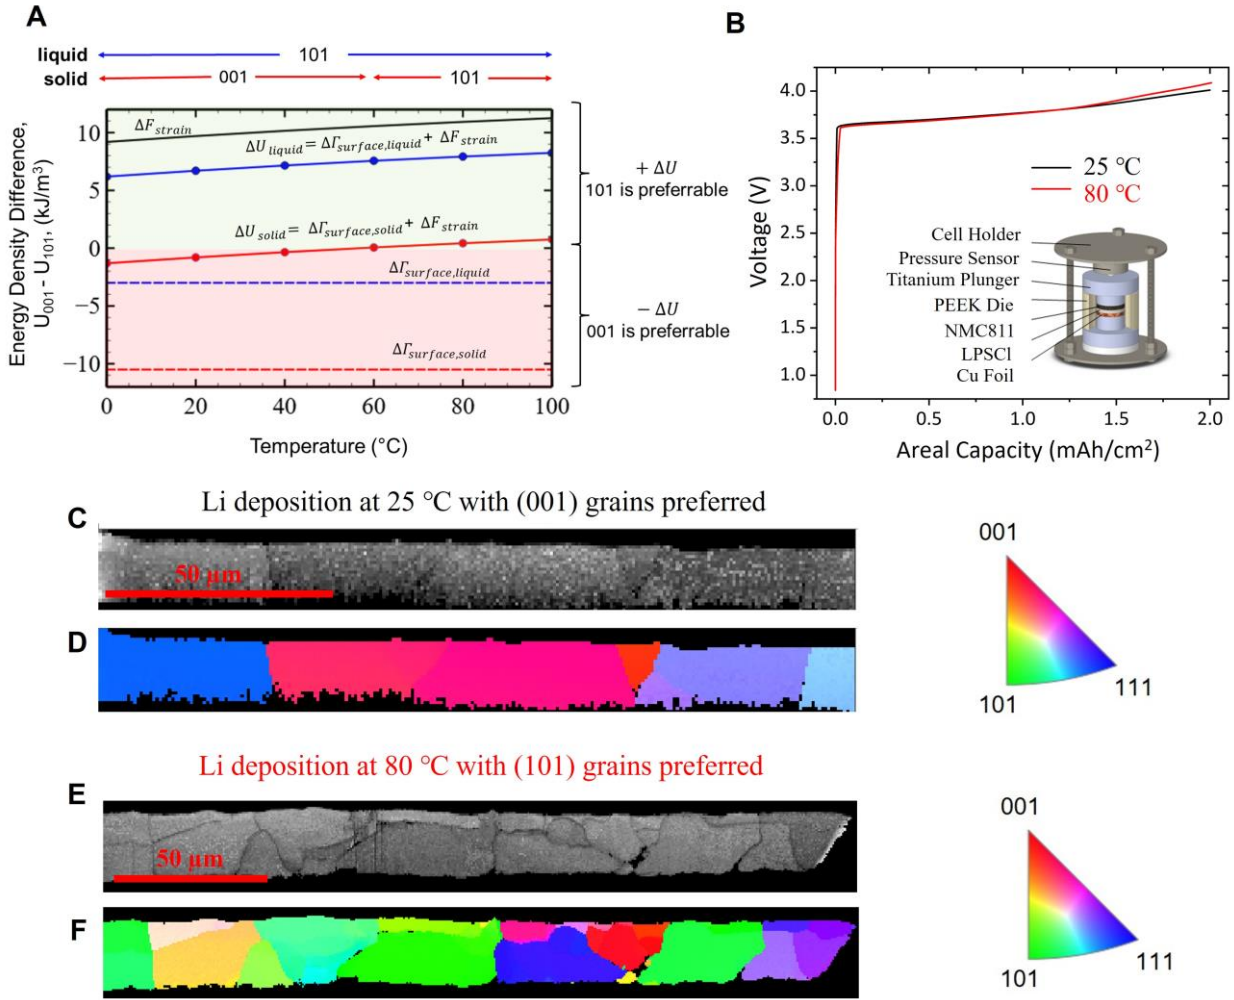 A
liquid
101
solid
001
101
ΔF_strain
ΔU_liquid = ΔΓ_surface,liquid + ΔF_strain
ΔU_solid = ΔΓ_surface,solid + ΔF_strain
ΔΓ_surface,liquid
ΔΓ_surface,solid
10
5
0
−5
−10
0
20
40
60
80
100
Energy Density Difference,
U₀₀₁- U₁₀₁, (kJ/m³)
Temperature (°C)
+ ΔU
101 is preferrable
− ΔU
001 is preferrable
B
4.0
3.5
3.0
2.5
2.0
1.5
1.0
0.0
0.5
1.0
1.5
2.0
Voltage (V)
Areal Capacity (mAh/cm²)
25 ℃
80 ℃
Cell Holder
Pressure Sensor
Titanium Plunger
PEEK Die
NMC811
LPSCl
Cu Foil
Li deposition at 25 ℃ with (001) grains preferred
C
50 μm
D
001
101
111
Li deposition at 80 ℃ with (101) grains preferred
E
50 μm
F
001
101
111